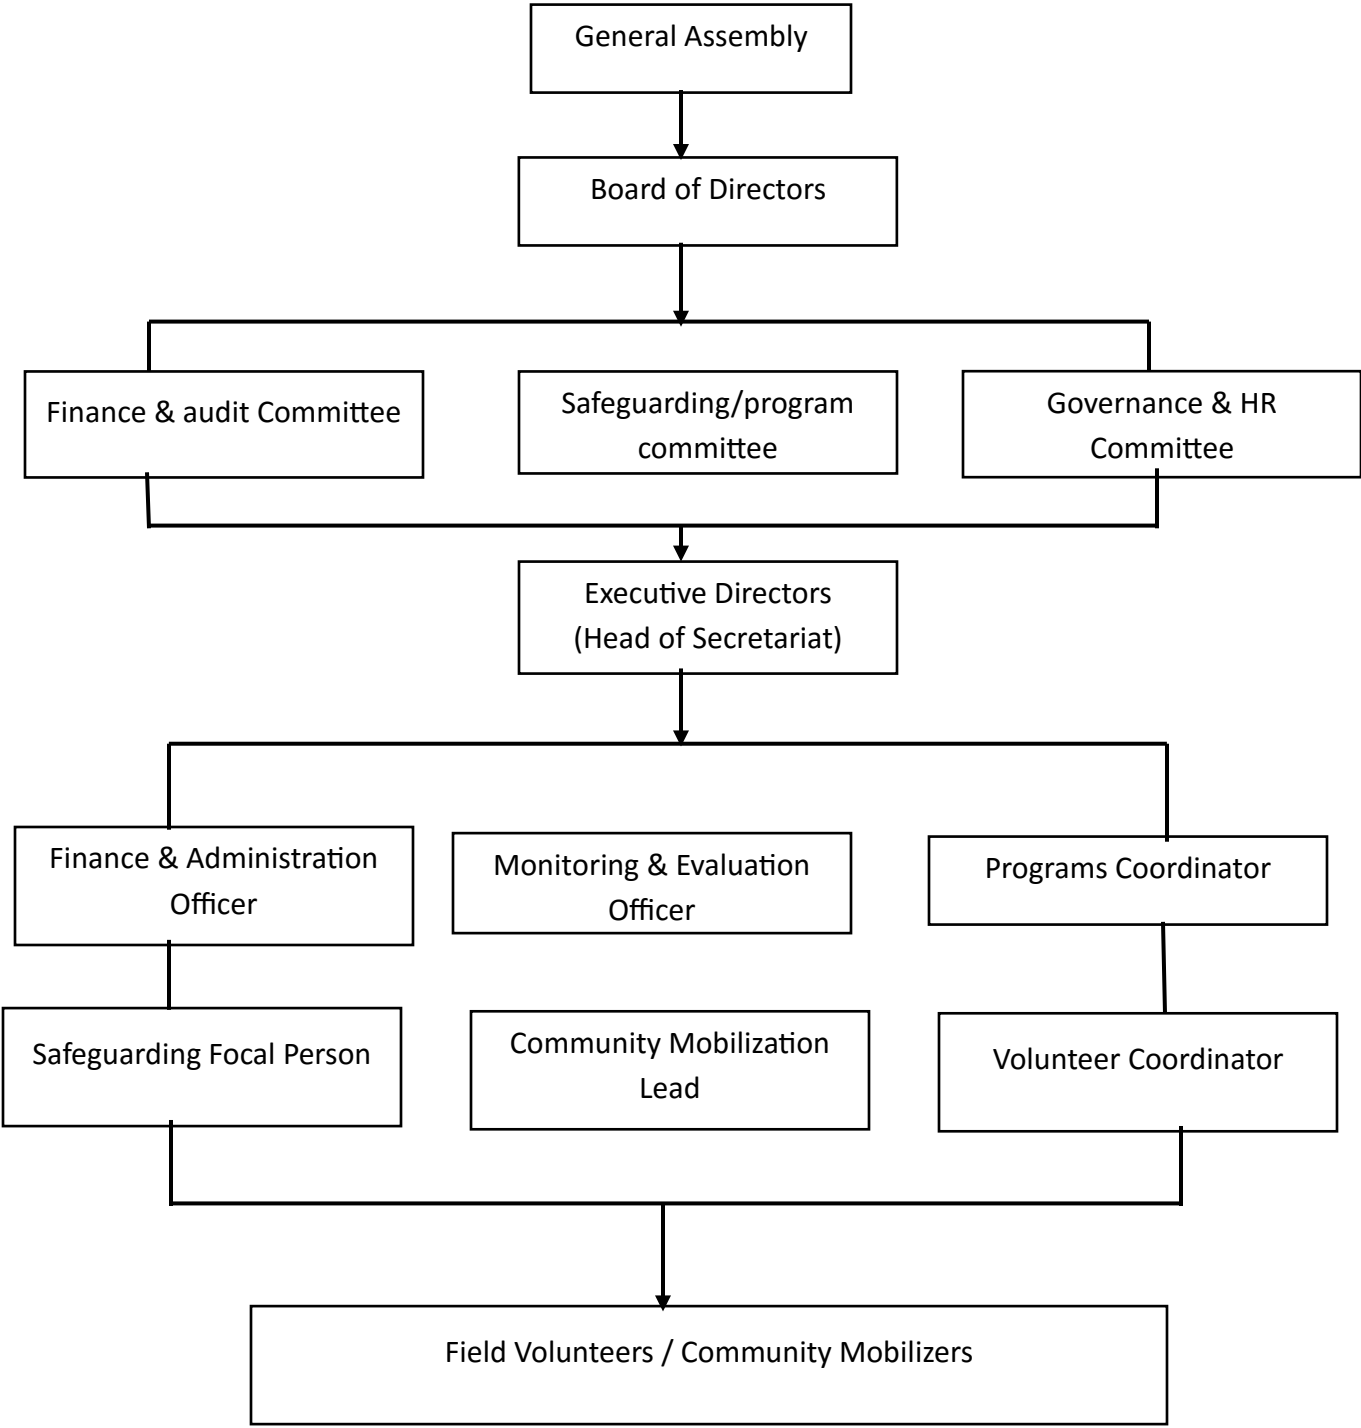 General Assembly
Board of Directors
Finance & audit Committee
Safeguarding/program
committee
Governance & HR
Committee
Executive Directors
(Head of Secretariat)
Finance & Administration
Officer
Monitoring & Evaluation
Officer
Programs Coordinator
Safeguarding Focal Person
Community Mobilization
Lead
Volunteer Coordinator
Field Volunteers / Community Mobilizers